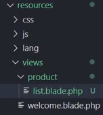 resources
css
js
lang
views
product
list.blade.php U
welcome.blade.php